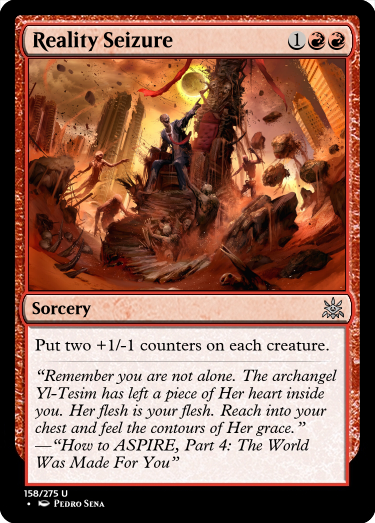 Reality Seizure 1
Sorcery
Put two +1/-1 counters on each creature.
“Remember you are not alone. The archangel
Yl-Tesim has left a piece of Her heart inside
you. Her flesh is your flesh. Reach into your
chest and feel the contours of Her grace.”
—“How to ASPIRE, Part 4: The World
Was Made For You”
158/275 U
• Pedro Sena